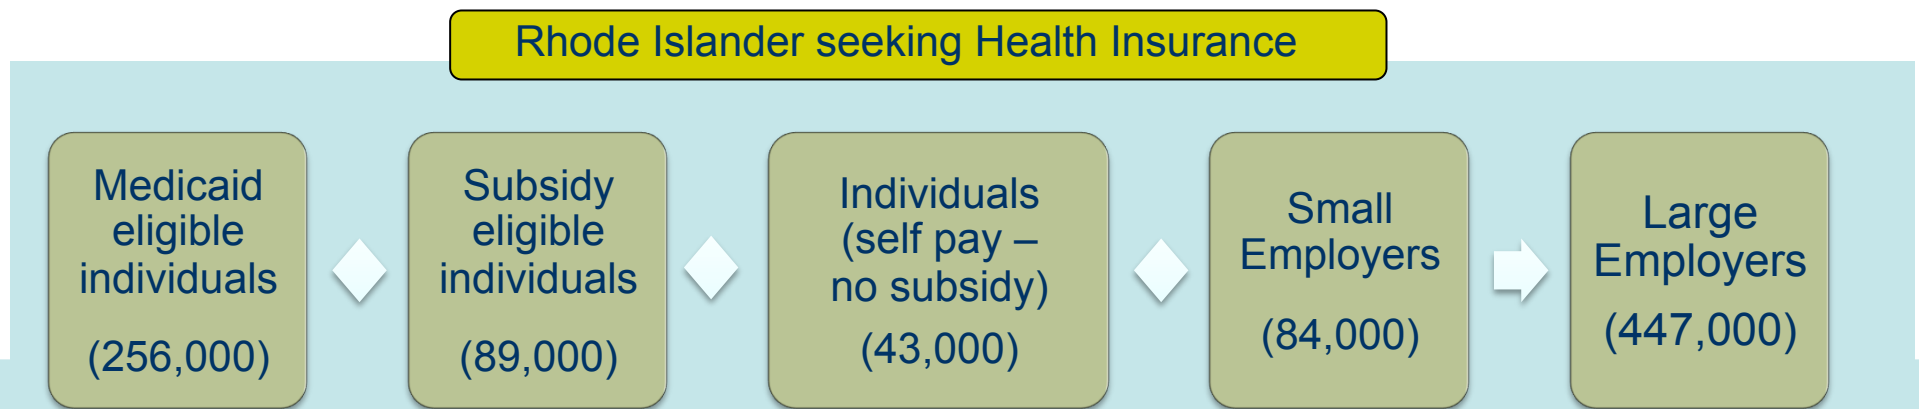 Rhode Islander seeking Health Insurance
Medicaid
eligible
individuals
(256,000)
Subsidy
eligible
individuals
(89,000)
Individuals
(self pay –
no subsidy)
(43,000)
Small
Employers
(84,000)
Large
Employers
(447,000)